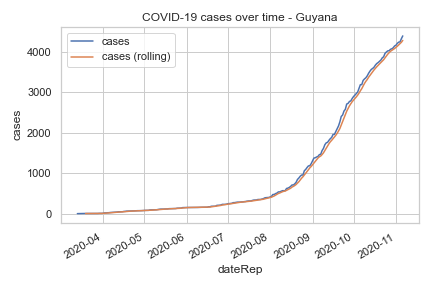 COVID-19 cases over time - Guyana
cases
cases (rolling)
4000
3000
2000
1000
0
cases
2020-04
2020-05
2020-06
2020-07
2020-08
2020-09
2020-10
2020-11
dateRep